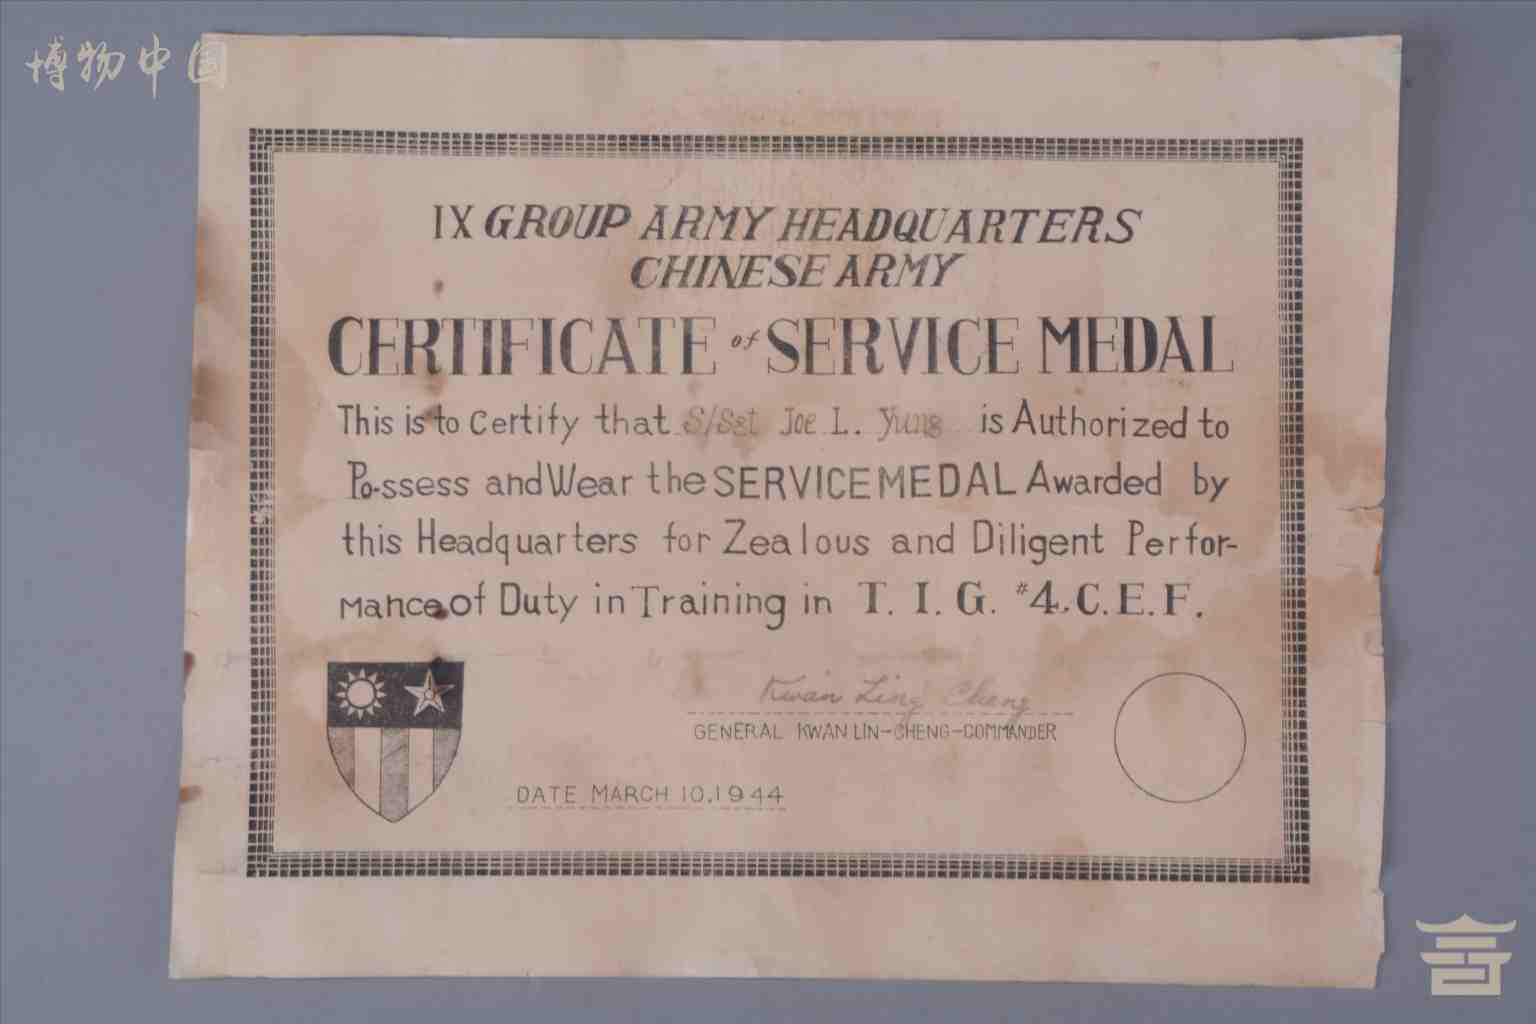 博物中国
IX GROUP ARMY HEADQUARTERS
CHINESE ARMY
CERTIFICATE of SERVICE MEDAL
This is to Certify that S/Sgt Joe L. Yung is Authorized to
Possess and Wear the SERVICE MEDAL Awarded by
this Headquarters for Zealous and Diligent Perfor-
mance of Duty in Training in T. I. G. #4. C. E. F.
Kwan Ling Cheng
GENERAL KWAN LIN-CHENG-COMMANDER
DATE MARCH 10, 1944